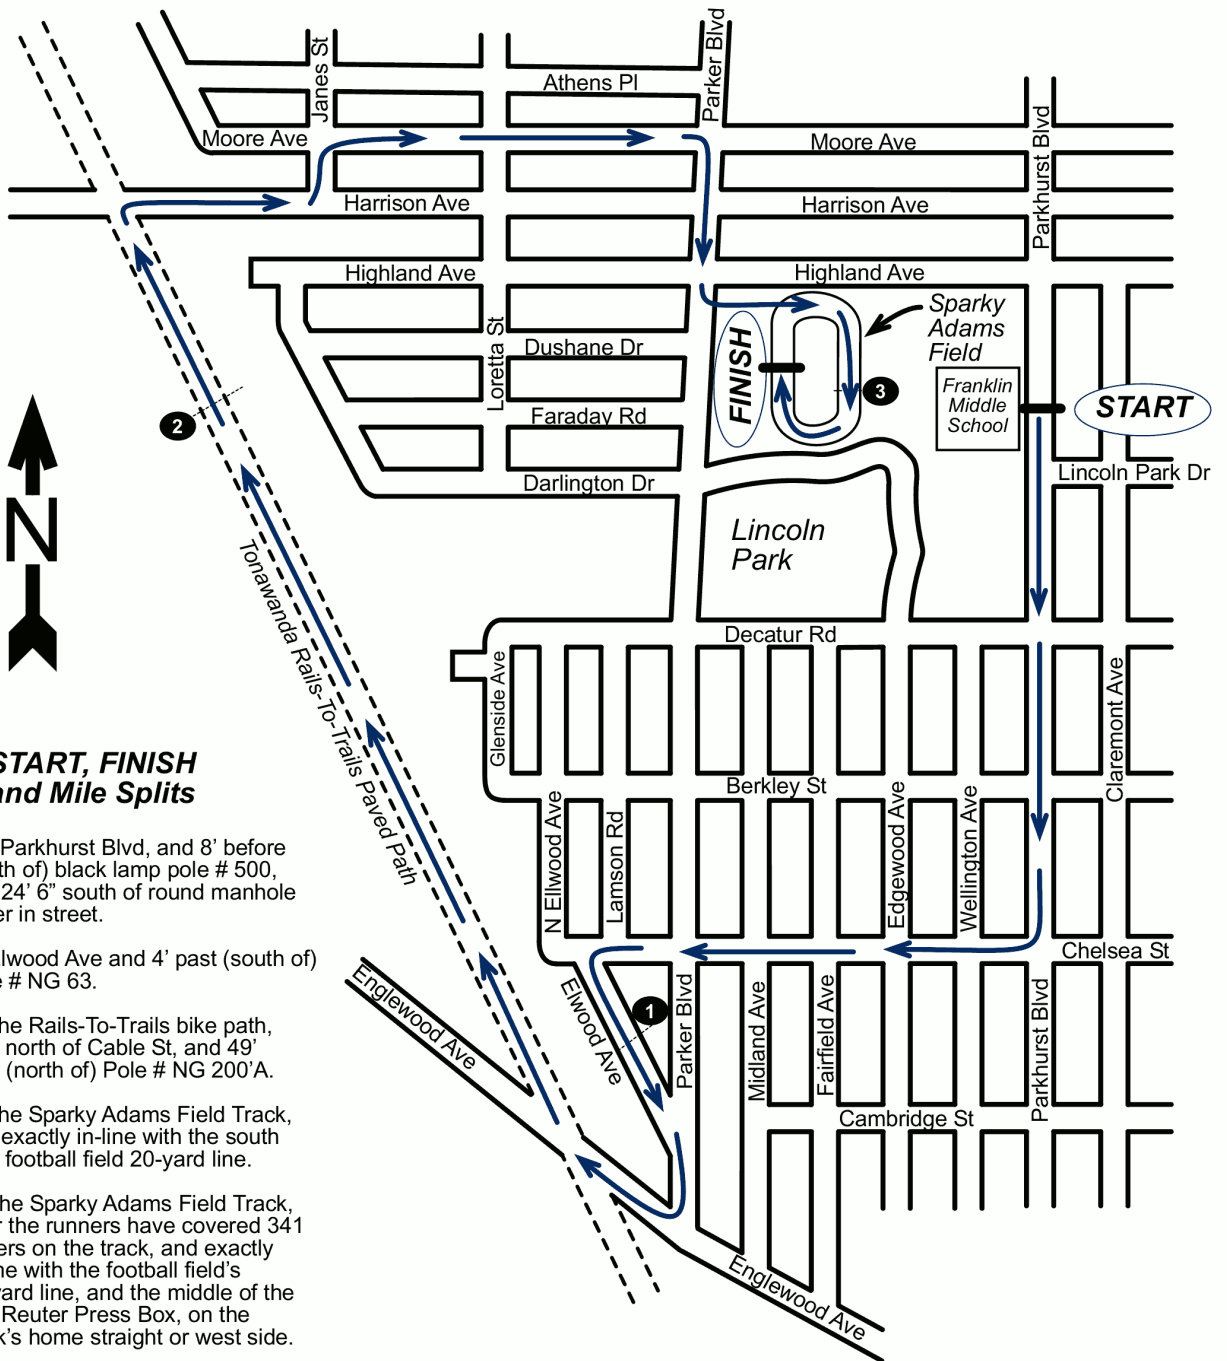 Janes St
Parker Blvd
Athens Pl
Parkhurst Blvd
Moore Ave
Moore Ave
Harrison Ave
Harrison Ave
Highland Ave
Highland Ave
Sparky
Adams
Field
Loretta St
Dushane Dr
FINISH
3
Franklin
Middle
School
START
Faraday Rd
2
N
Darlington Dr
Lincoln Park Dr
Lincoln
Park
Tonawanda Rails-To-Trails Paved Path
Decatur Rd
Glenside Ave
Claremont Ave
Berkley St
N Ellwood Ave
Lamson Rd
Edgewood Ave
Wellington Ave
Chelsea St
Englewood Ave
Elwood Ave
1
Parker Blvd
Midland Ave
Fairfield Ave
Parkhurst Blvd
Cambridge St
Englewood Ave
START, FINISH
and Mile Splits
Parkhurst Blvd, and 8' before
th of) black lamp pole # 500,
24' 6” south of round manhole
er in street.
lwood Ave and 4' past (south of)
e # NG 63.
he Rails-To-Trails bike path,
north of Cable St, and 49'
(north of) Pole # NG 200'A.
he Sparky Adams Field Track,
exactly in-line with the south
football field 20-yard line.
he Sparky Adams Field Track,
r the runners have covered 341
ers on the track, and exactly
ne with the football field's
yard line, and the middle of the
Reuter Press Box, on the
k's home straight or west side.